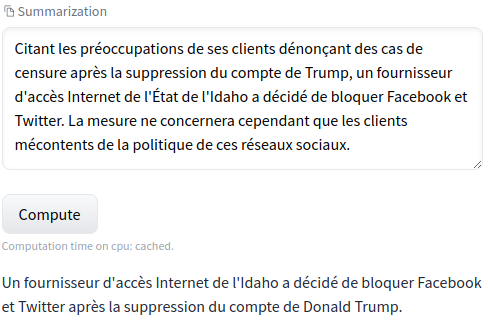 Summarization
Citant les préoccupations de ses clients dénonçant des cas de
censure après la suppression du compte de Trump, un fournisseur
d'accès Internet de l'État de l'Idaho a décidé de bloquer Facebook et
Twitter. La mesure ne concernera cependant que les clients
mécontents de la politique de ces réseaux sociaux.
Compute
Computation time on cpu: cached.
Un fournisseur d'accès Internet de l'Idaho a décidé de bloquer Facebook
et Twitter après la suppression du compte de Donald Trump.